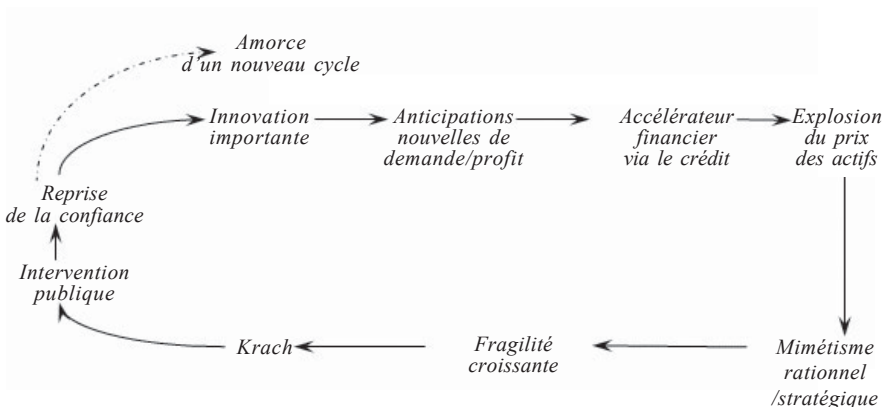 Amorce
d'un nouveau cycle
Innovation
importante
Anticipations
nouvelles de
demande/profit
Accélérateur
financier
via le crédit
Explosion
du prix
des actifs
Reprise
de la confiance
Intervention
publique
Krach
Fragilité
croissante
Mimétisme
rationnel
/stratégique